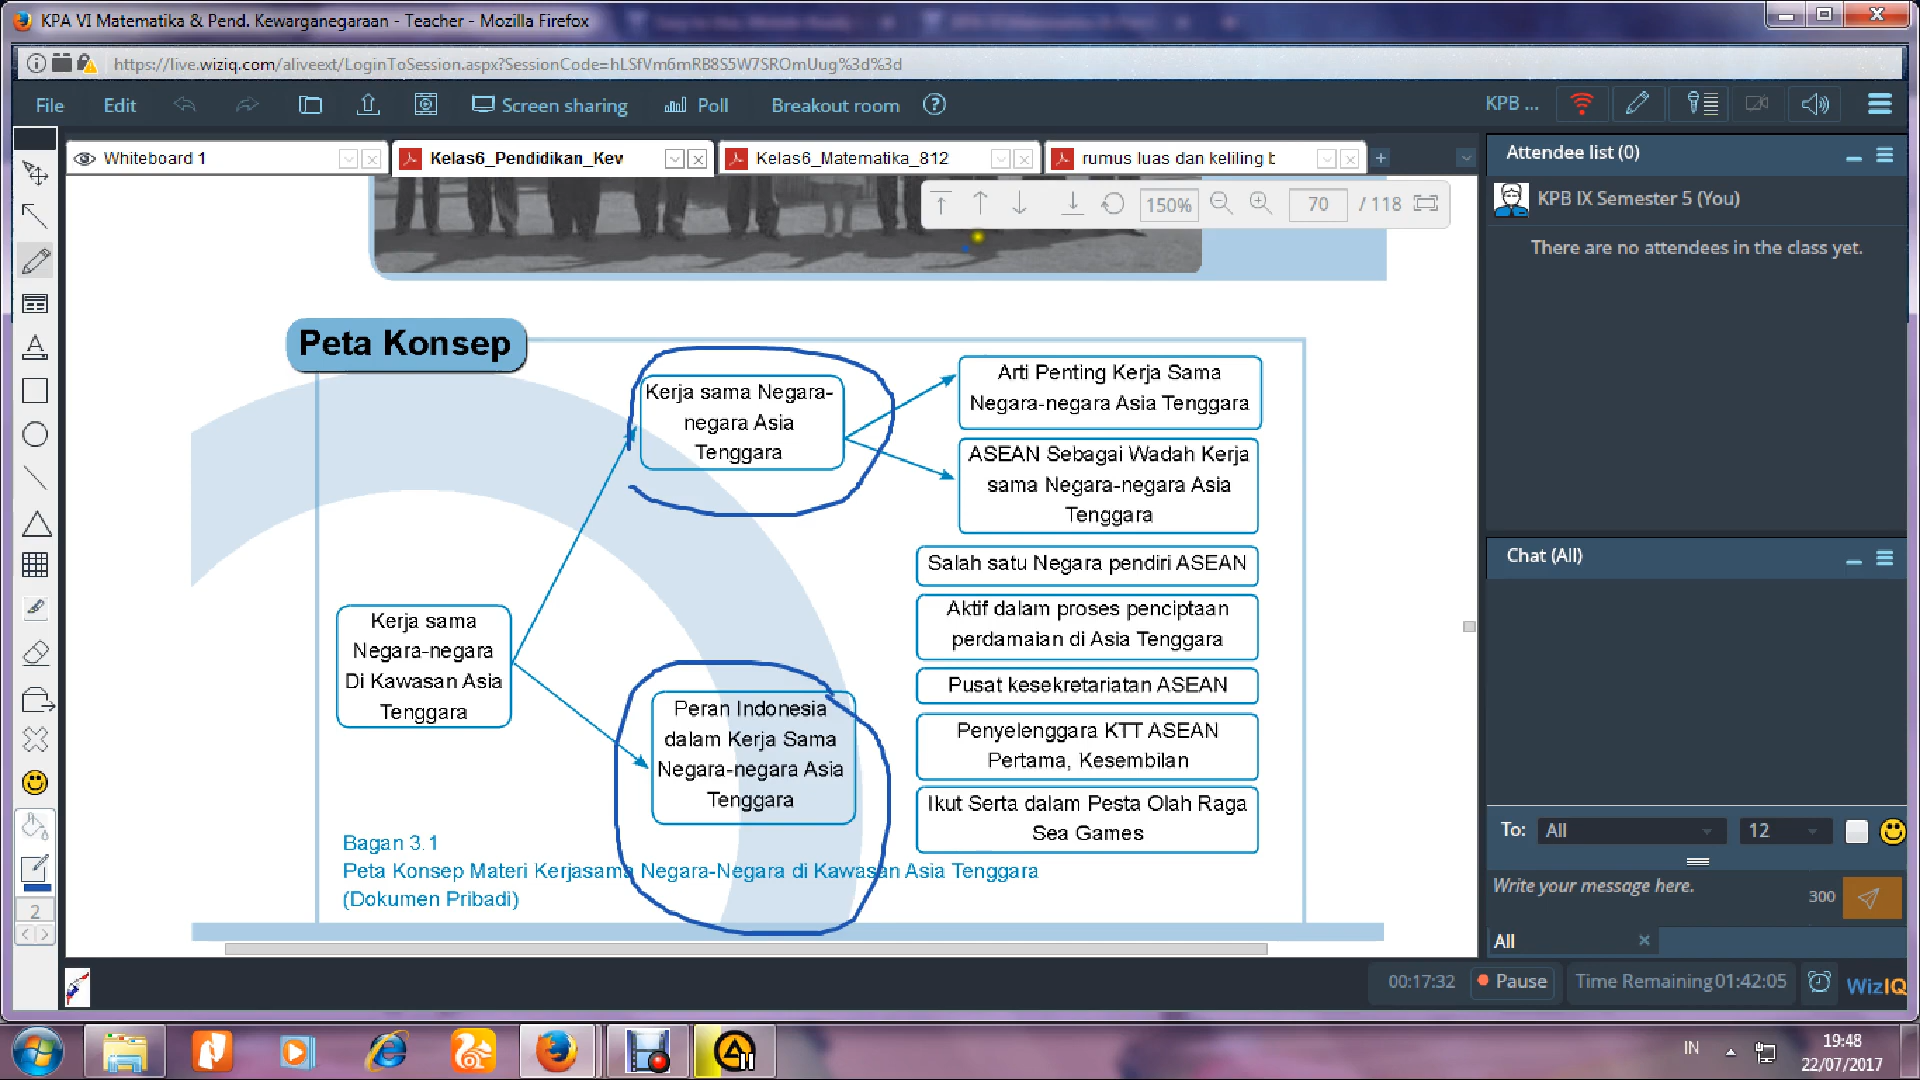 KPA VI Matematika & Pend. Kewarganegaraan - Teacher - Mozilla Firefox
https://live.wiziq.com/aliveext/LoginToSession.aspx?SessionCode=hLSfVm6mRB8S5W7SROmUug%3d%3d
File Edit Screen sharing Poll Breakout room KPB ...
Whiteboard 1
Kelas6_Pendidikan_Kev
Kelas6_Matematika_812
rumus luas dan keliling b
150% 70 / 118
Peta Konsep
Kerja sama Negara-
negara Asia
Tenggara
Arti Penting Kerja Sama
Negara-negara Asia Tenggara
ASEAN Sebagai Wadah Kerja
sama Negara-negara Asia
Tenggara
Kerja sama
Negara-negara
Di Kawasan Asia
Tenggara
Peran Indonesia
dalam Kerja Sama
Negara-negara Asia
Tenggara
Salah satu Negara pendiri ASEAN
Aktif dalam proses penciptaan
perdamaian di Asia Tenggara
Pusat kesekretariatan ASEAN
Penyelenggara KTT ASEAN
Pertama, Kesembilan
Ikut Serta dalam Pesta Olah Raga
Sea Games
Bagan 3.1
Peta Konsep Materi Kerjasama Negara-Negara di Kawasan Asia Tenggara
(Dokumen Pribadi)
2
Attendee list (0)
KPB IX Semester 5 (You)
There are no attendees in the class yet.
Chat (All)
To: All 12
Write your message here.
300
All
00:17:32 Pause Time Remaining 01:42:05 WizIQ
IN
19:48
22/07/2017